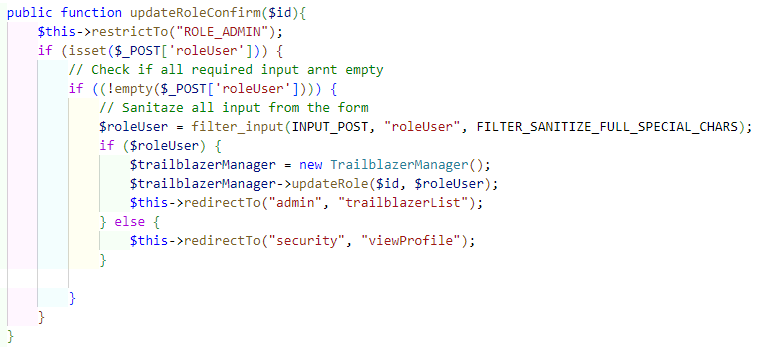 public function updateRoleConfirm($id){
    $this->restrictTo("ROLE_ADMIN");
    if (isset($_POST['roleUser'])) {
        // Check if all required input arnt empty
        if ((!empty($_POST['roleUser']))) {
            // Sanitaze all input from the form
            $roleUser = filter_input(INPUT_POST, "roleUser", FILTER_SANITIZE_FULL_SPECIAL_CHARS);
            if ($roleUser) {
                $trailblazerManager = new TrailblazerManager();
                $trailblazerManager->updateRole($id, $roleUser);
                $this->redirectTo("admin", "trailblazerList");
            } else {
                $this->redirectTo("security", "viewProfile");
            }
        }
    }
}